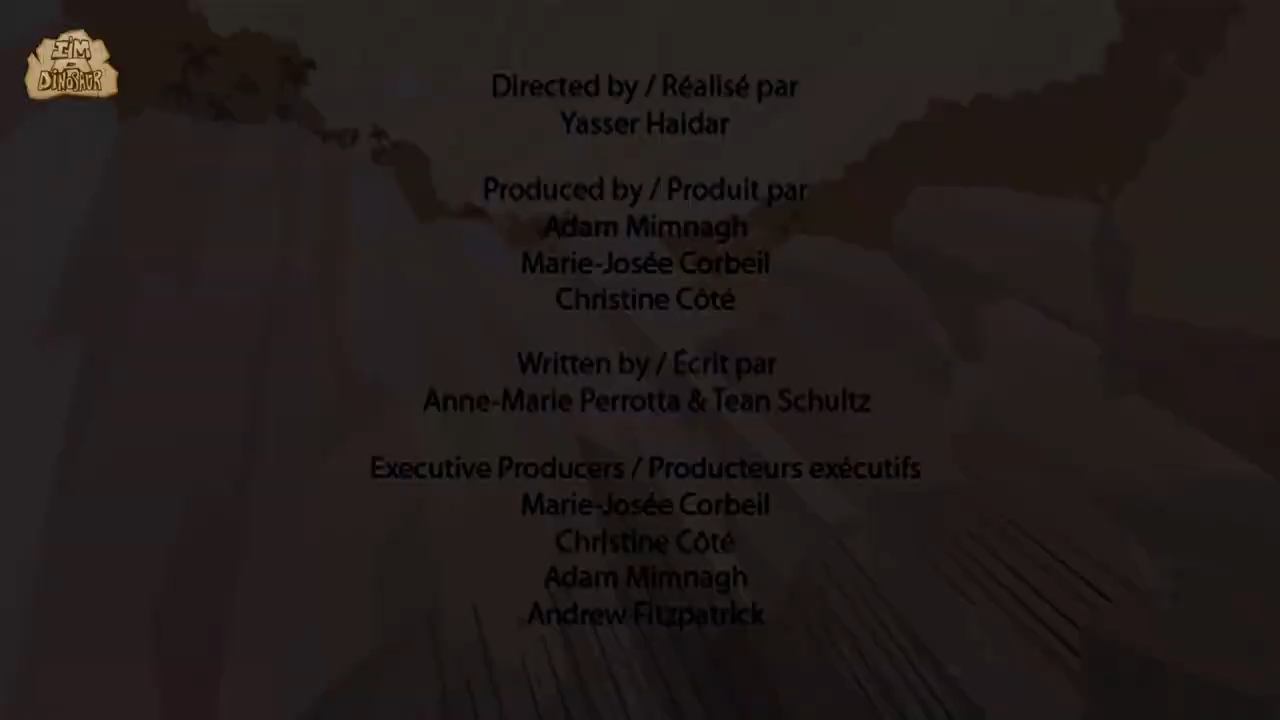 I'M
A
DINOSAUR
Directed by / Réalisé par
Yasser Haidar
Produced by / Produit par
Adam Mimnagh
Marie-Josée Corbeil
Christine Côté
Written by / Écrit par
Anne-Marie Perrotta & Tean Schultz
Executive Producers / Producteurs exécutifs
Marie-Josée Corbeil
Christine Côté
Adam Mimnagh
Andrew Fitzpatrick